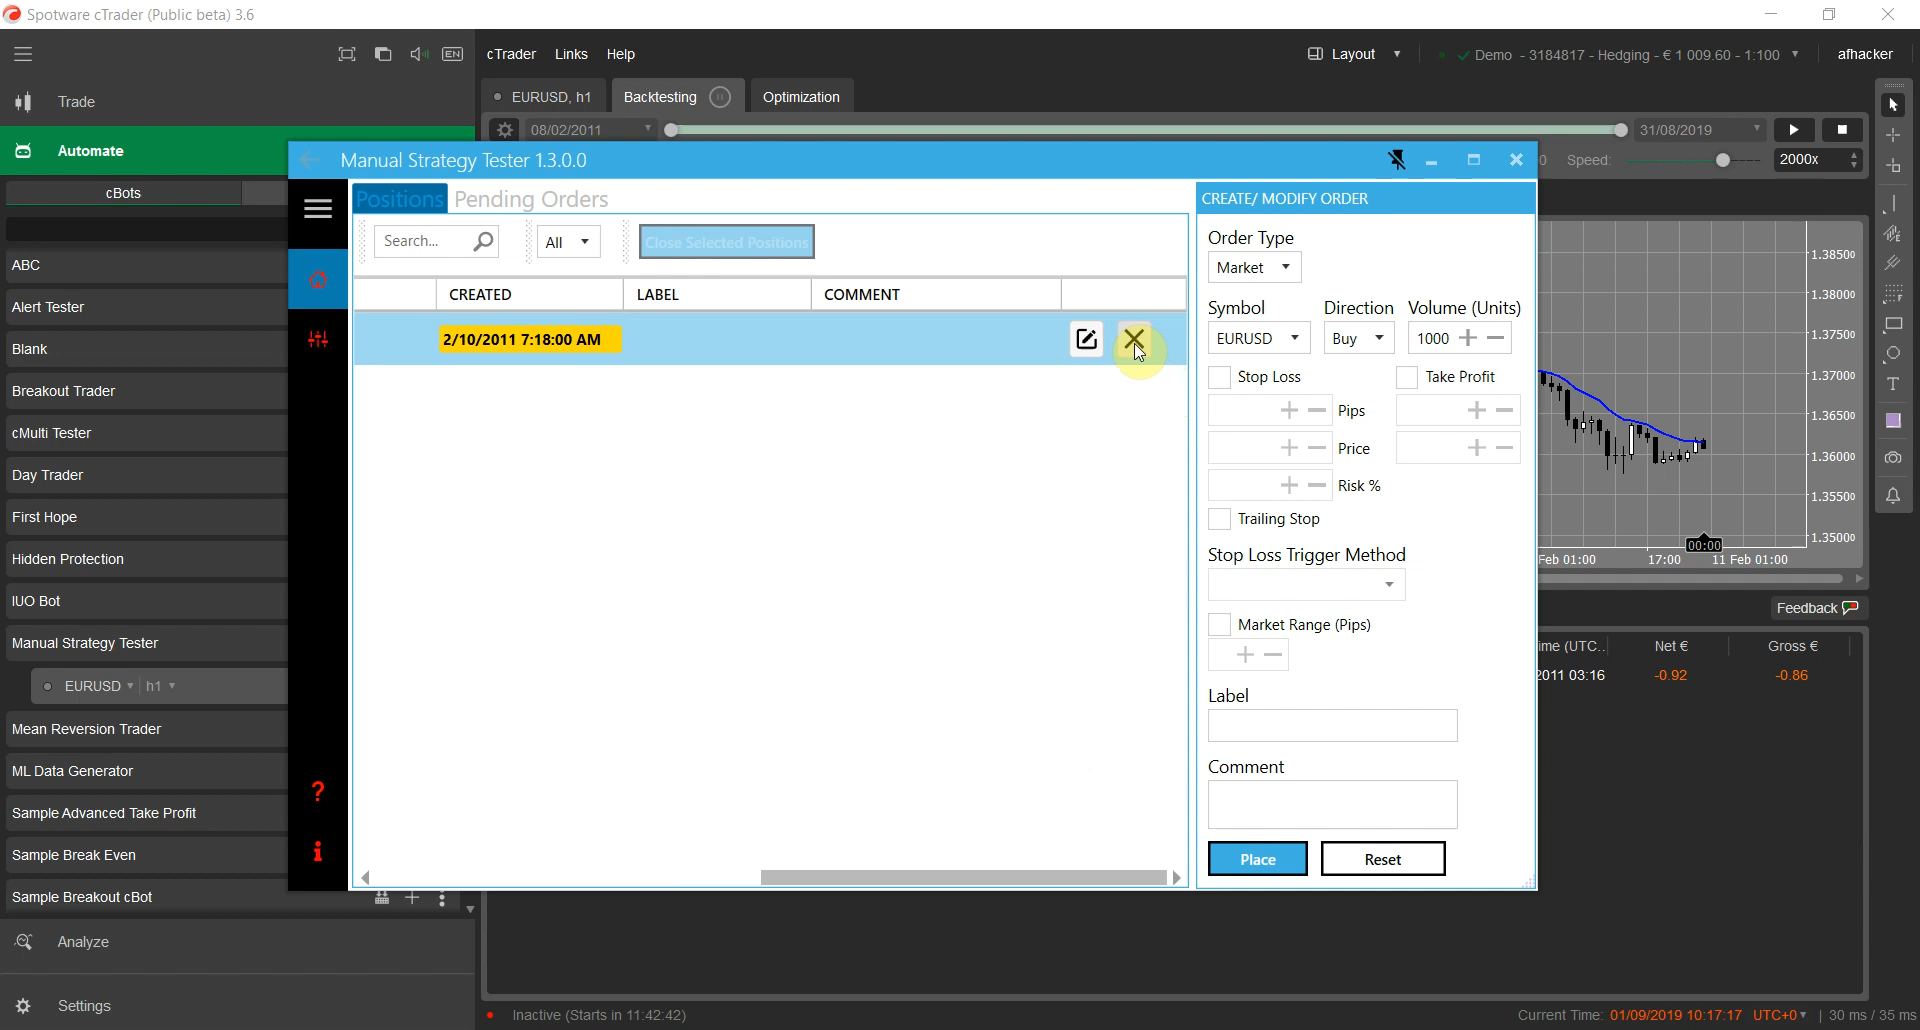 Spotware cTrader (Public beta) 3.6
EN
cTrader Links Help
Layout
Demo - 3184817 - Hedging - € 1 009.60 - 1:100
afhacker
Trade
EURUSD, h1
Backtesting
Optimization
08/02/2011
31/08/2019
Automate
Manual Strategy Tester 1.3.0.0
0 Speed: 2000x
cBots
Positions Pending Orders
CREATE/ MODIFY ORDER
Search...
All
Close Selected Positions
CREATED LABEL COMMENT
2/10/2011 7:18:00 AM
Order Type
Market
Symbol Direction Volume (Units)
EURUSD Buy 1000
Stop Loss Take Profit
Pips
Price
Risk %
Trailing Stop
Stop Loss Trigger Method
Market Range (Pips)
Label
Comment
Place Reset
ABC
Alert Tester
Blank
Breakout Trader
cMulti Tester
Day Trader
First Hope
Hidden Protection
IUO Bot
Manual Strategy Tester
EURUSD h1
Mean Reversion Trader
ML Data Generator
Sample Advanced Take Profit
Sample Break Even
Sample Breakout cBot
Analyze
Settings
1.38500
1.38000
1.37500
1.37000
1.36500
1.36000
1.35500
1.35000
00:00
Feb 01:00 17:00 11 Feb 01:00
Feedback
ime (UTC.. Net € Gross €
2011 03:16 -0.92 -0.86
Inactive (Starts in 11:42:42)
Current Time: 01/09/2019 10:17:17 UTC+0 | 30 ms / 35 ms